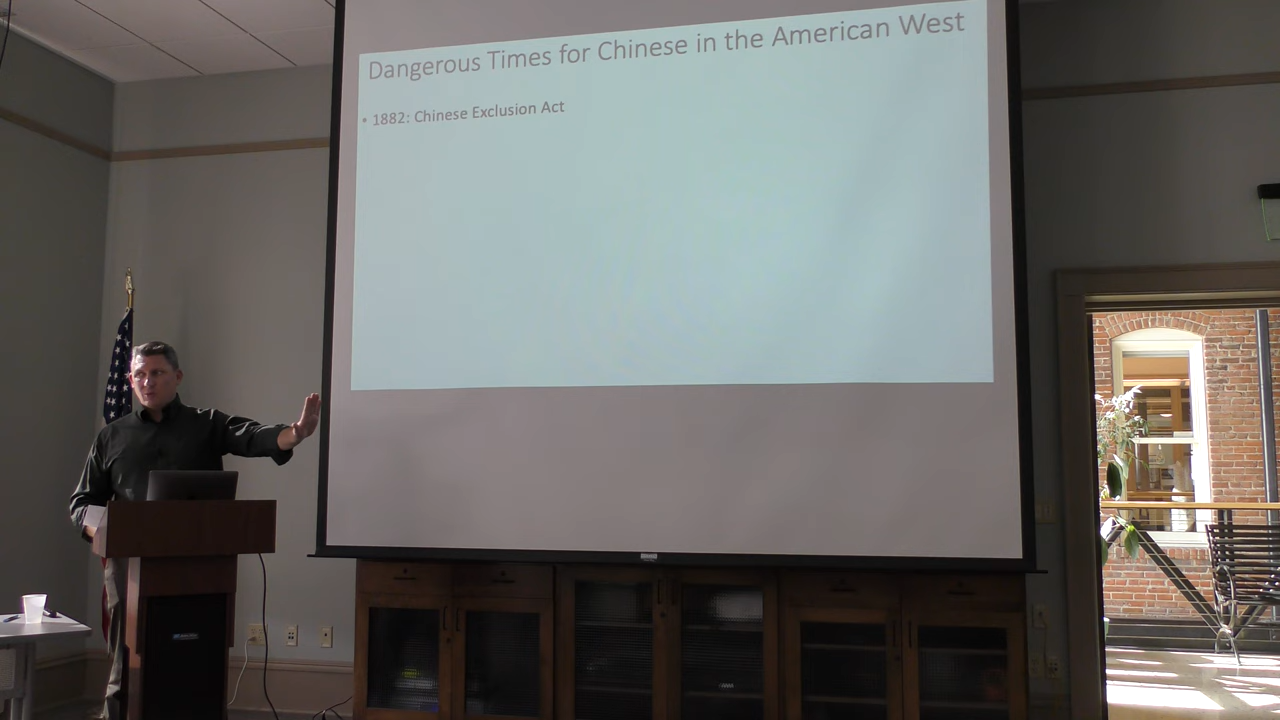 Dangerous Times for Chinese in the American West
• 1882: Chinese Exclusion Act